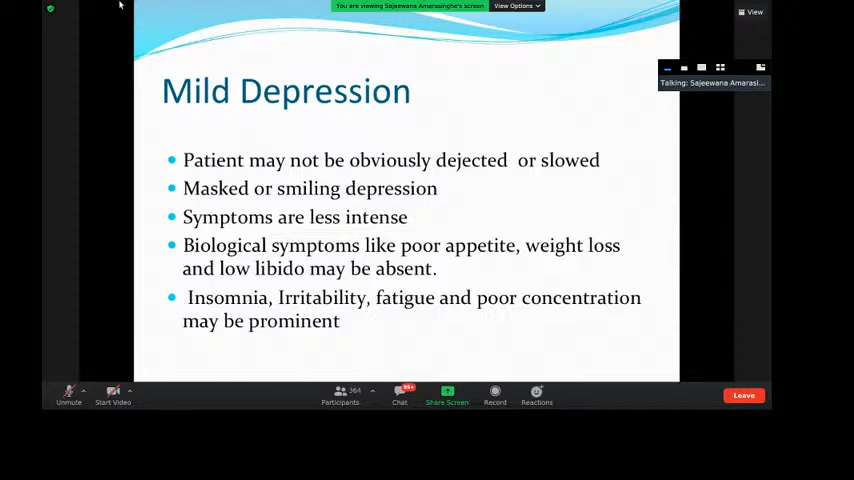 You are viewing Sajeewana Amarasinghe's screen
View Options
View
Talking: Sajeewana Amarasi...
Mild Depression
Patient may not be obviously dejected or slowed
Masked or smiling depression
Symptoms are less intense
Biological symptoms like poor appetite, weight loss
and low libido may be absent.
Insomnia, Irritability, fatigue and poor concentration
may be prominent
364
99+
Unmute
Start Video
Participants
Chat
Share Screen
Record
Reactions
Leave